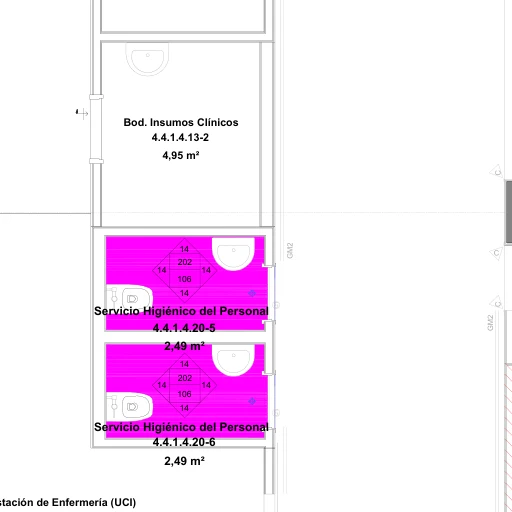 Bod. Insumos Clínicos
4.4.1.4.13-2
4,95 m²
GM2
14
202
14 14
106
14
Servicio Higiénico del Personal
4.4.1.4.20-5
2,49 m²
GM2
14
202
14 14
106
14
Servicio Higiénico del Personal
4.4.1.4.20-6
2,49 m²
stación de Enfermería (UCI)